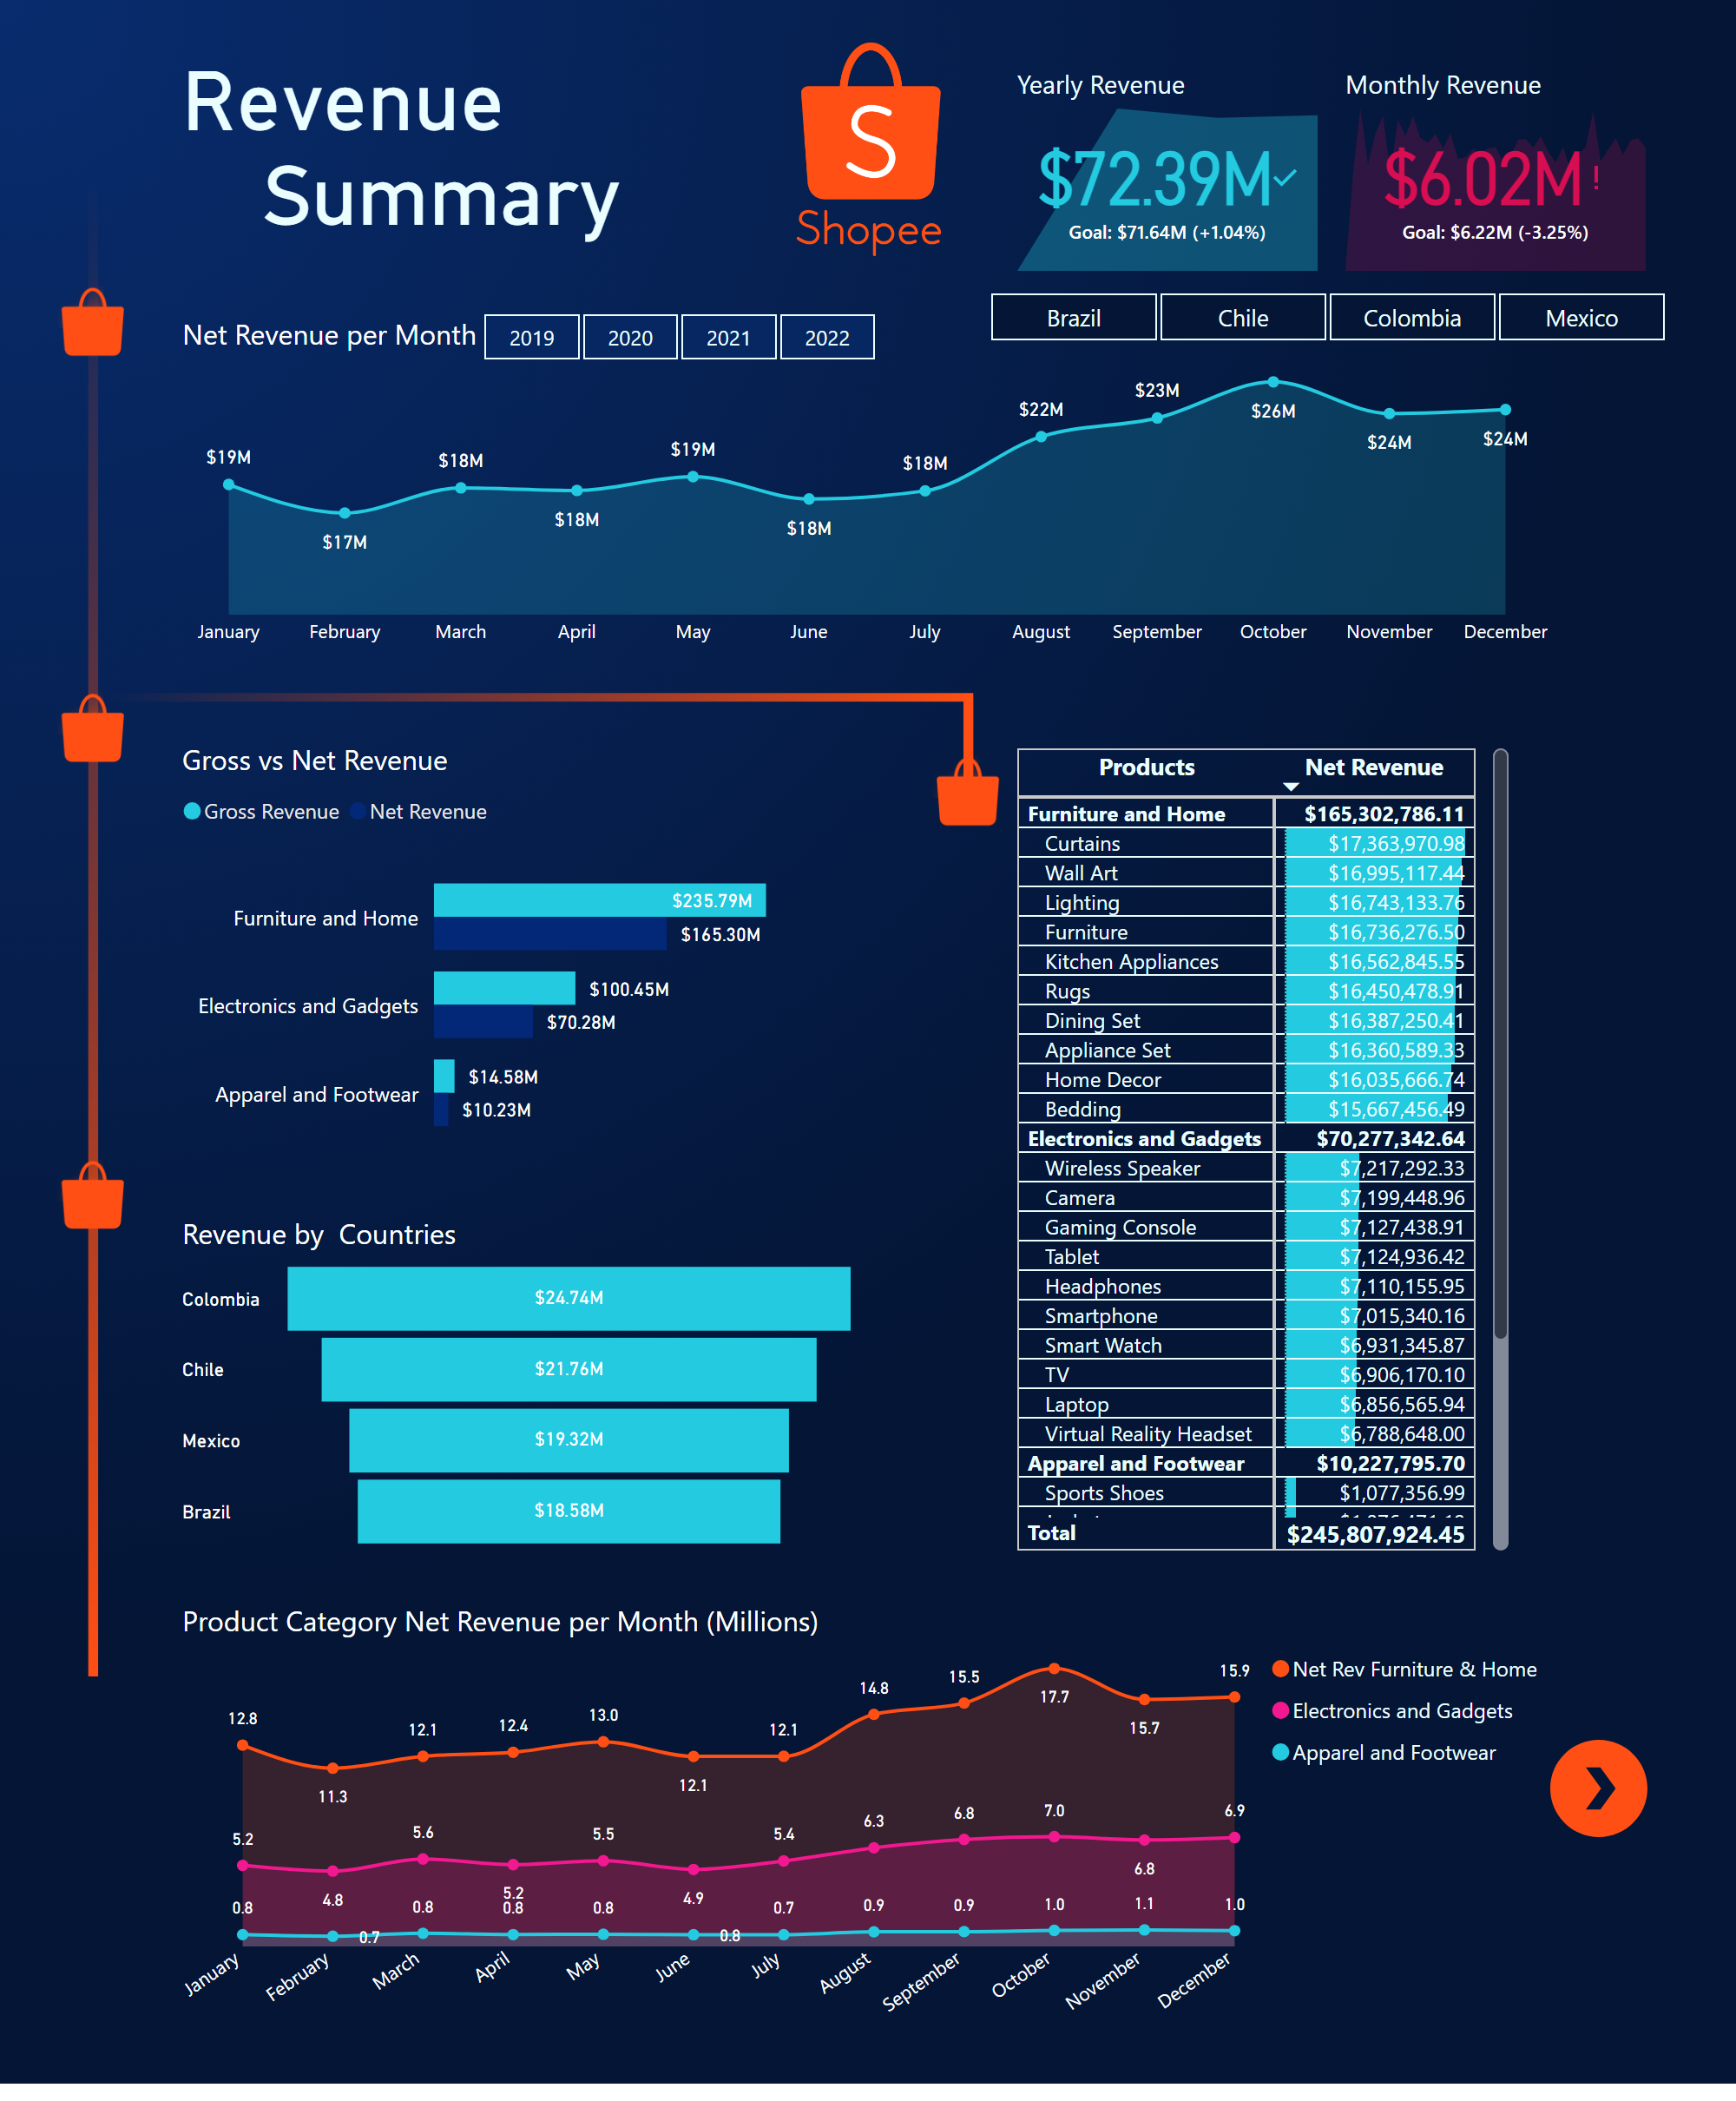 Revenue
Summary
S
Shopee
Yearly Revenue
$72.39M
Goal: $71.64M (+1.04%)
Monthly Revenue
$6.02M!
Goal: $6.22M (-3.25%)
Net Revenue per Month
2019 2020 2021 2022
Brazil Chile Colombia Mexico
$19M $17M $18M $18M $19M $18M $18M $22M $23M $26M $24M $24M
January February March April May June July August September October November December
Gross vs Net Revenue
Gross Revenue Net Revenue
Furniture and Home $235.79M
$165.30M
Electronics and Gadgets $100.45M
$70.28M
Apparel and Footwear $14.58M
$10.23M
Revenue by Countries
Colombia $24.74M
Chile $21.76M
Mexico $19.32M
Brazil $18.58M
Products Net Revenue
Furniture and Home $165,302,786.11
Curtains $17,363,970.98
Wall Art $16,995,117.44
Lighting $16,743,133.76
Furniture $16,736,276.50
Kitchen Appliances $16,562,845.55
Rugs $16,450,478.91
Dining Set $16,387,250.41
Appliance Set $16,360,589.33
Home Decor $16,035,666.74
Bedding $15,667,456.49
Electronics and Gadgets $70,277,342.64
Wireless Speaker $7,217,292.33
Camera $7,199,448.96
Gaming Console $7,127,438.91
Tablet $7,124,936.42
Headphones $7,110,155.95
Smartphone $7,015,340.16
Smart Watch $6,931,345.87
TV $6,906,170.10
Laptop $6,856,565.94
Virtual Reality Headset $6,788,648.00
Apparel and Footwear $10,227,795.70
Sports Shoes $1,077,356.99
Total $245,807,924.45
Product Category Net Revenue per Month (Millions)
12.8 11.3 12.1 12.4 13.0 12.1 12.1 14.8 15.5 17.7 15.7 15.9
5.2 4.8 5.6 5.2 5.5 4.9 5.4 6.3 6.8 7.0 6.8 6.9
0.8 0.7 0.8 0.8 0.8 0.8 0.7 0.9 0.9 1.0 1.1 1.0
January February March April May June July August September October November December
Net Rev Furniture & Home
Electronics and Gadgets
Apparel and Footwear